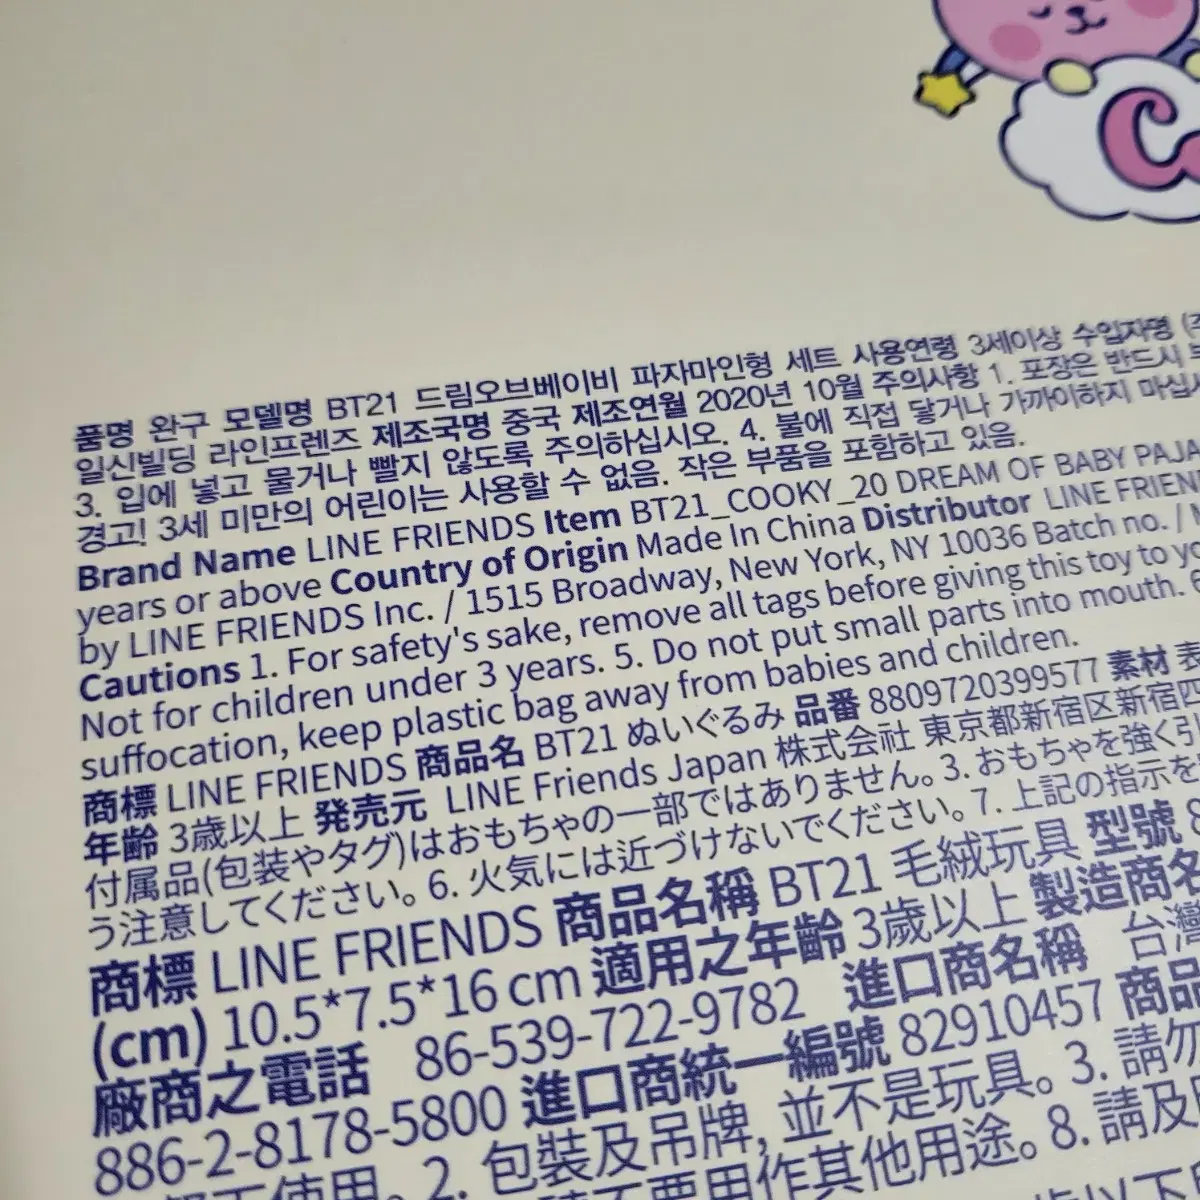 품명 완구 모델명 BT21 드림오브베이비 파자마인형 세트 사용연령 3세이상 수입자명
일신빌딩 라인프렌즈 제조국명 중국 제조연월 2020년 10월 주의사항 1. 포장은 반드시
3. 입에 넣고 물거나 빨지 않도록 주의하십시오. 4. 불에 직접 닿거나 가까이하지 마십시
경고! 3세 미만의 어린이는 사용할 수 없음. 작은 부품을 포함하고 있음.
Brand Name LINE FRIENDS Item BT21_COOKY_20 DREAM OF BABY PAJA
years or above Country of Origin Made In China Distributor LINE FRIEN
by LINE FRIENDS Inc. / 1515 Broadway, New York, NY 10036 Batch no. /
Cautions 1. For safety's sake, remove all tags before giving this toy to yo
Not for children under 3 years. 5. Do not put small parts into mouth. 6
suffocation, keep plastic bag away from babies and children.
商標 LINE FRIENDS 商品名 BT21 ぬいぐるみ 品番 8809720399577 素材 表
年齢 3歳以上 発売元 LINE Friends Japan 株式会社 東京都新宿区新宿四
付属品(包装やタグ)はおもちゃの一部ではありません。3. おもちゃを強く引
う注意してください。6. 火気には近づけないでください。7. 上記の指示を
商標 LINE FRIENDS 商品名稱 BT21 毛絨玩具 型號 8
(cm) 10.5*7.5*16 cm 適用之年齡 3歲以上 製造商名
廠商之電話 86-539-722-9782 進口商名稱 台灣
886-2-8178-5800 進口商統一編號 82910457 商品
2. 包裝及吊牌, 並不是玩具。3. 請勿
要用作其他用途。8. 請及